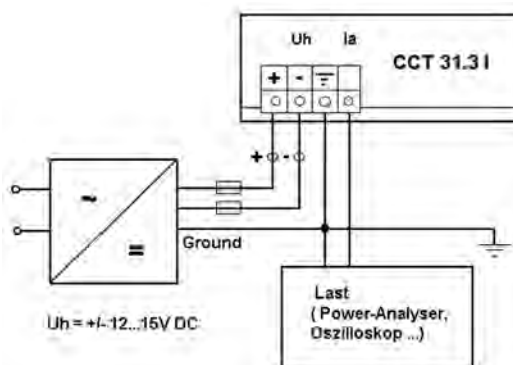 Uh Ia
CCT 31.3 I
+ -
+ -
~
=
Ground
Last
( Power-Analyser,
Oszilloskop ...)
Uh = +/- 12...15V DC